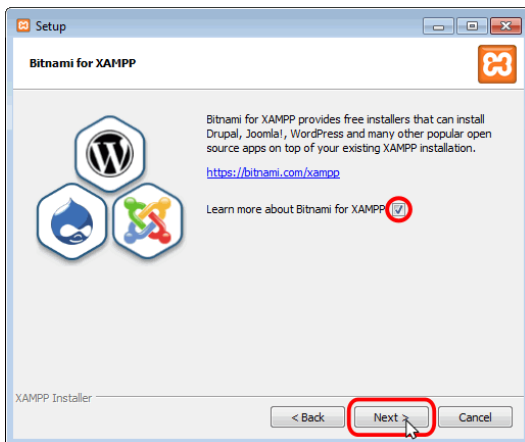 Setup
Bitnami for XAMPP
Bitnami for XAMPP provides free installers that can install
Drupal, Joomla!, WordPress and many other popular open
source apps on top of your existing XAMPP installation.
https://bitnami.com/xampp
Learn more about Bitnami for XAMPP
XAMPP Installer
< Back
Next >
Cancel